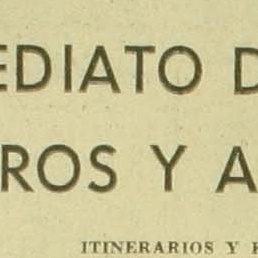 EDIATO D
ROS Y A
ITINERARIOS Y